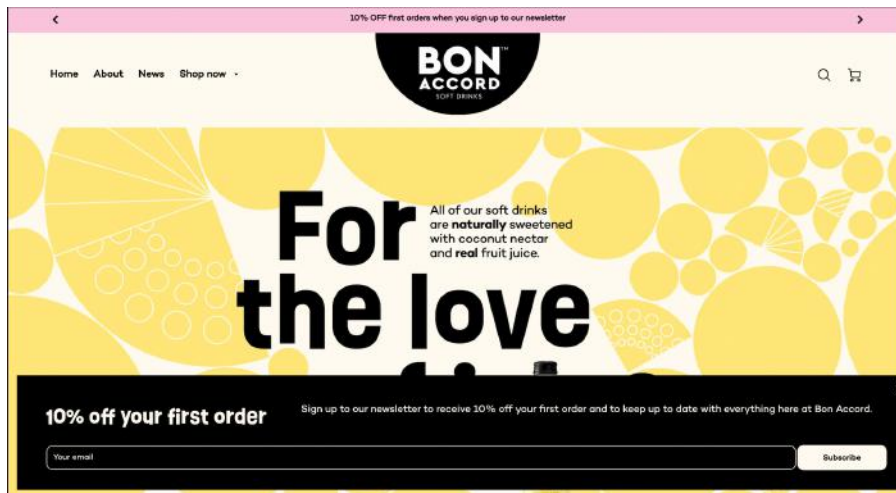 10% OFF first orders when you sign up to our newsletter
Home About News Shop now
BON™
ACCORD
SOFT DRINKS
For
All of our soft drinks
are naturally sweetened
with coconut nectar
and real fruit juice.
the love
10% off your first order
Sign up to our newsletter to receive 10% off your first order and to keep up to date with everything here at Bon Accord.
Your email
Subscribe